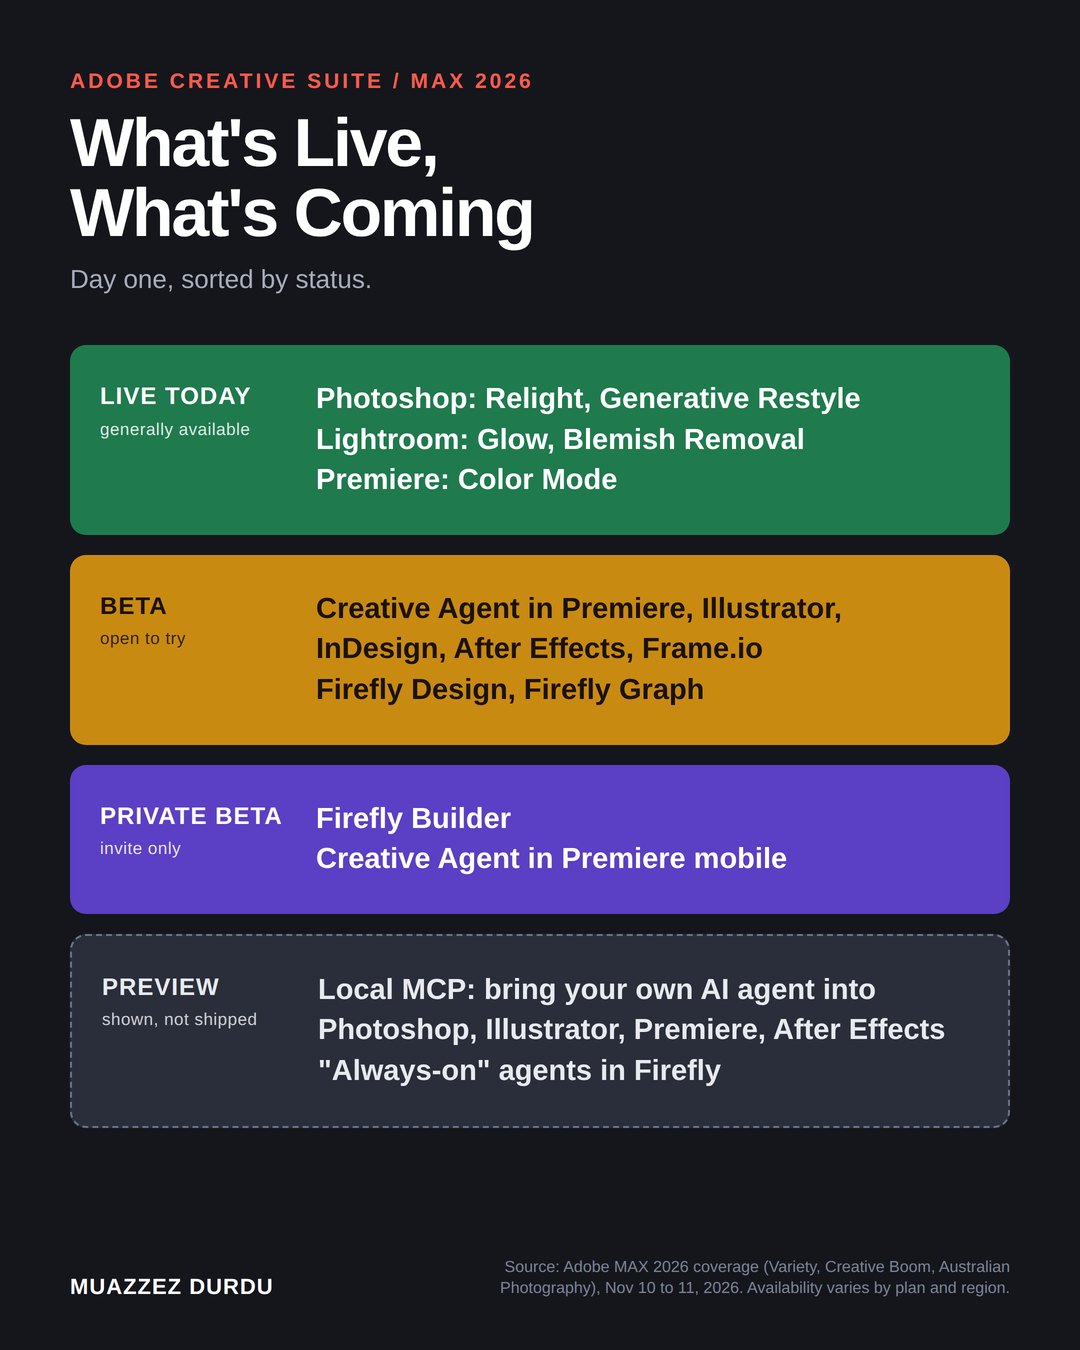 ADOBE CREATIVE SUITE / MAX 2026
What's Live,
What's Coming
Day one, sorted by status.
LIVE TODAY
generally available
Photoshop: Relight, Generative Restyle
Lightroom: Glow, Blemish Removal
Premiere: Color Mode
BETA
open to try
Creative Agent in Premiere, Illustrator,
InDesign, After Effects, Frame.io
Firefly Design, Firefly Graph
PRIVATE BETA
invite only
Firefly Builder
Creative Agent in Premiere mobile
PREVIEW
shown, not shipped
Local MCP: bring your own AI agent into
Photoshop, Illustrator, Premiere, After Effects
"Always-on" agents in Firefly
MUAZZEZ DURDU
Source: Adobe MAX 2026 coverage (Variety, Creative Boom, Australian
Photography), Nov 10 to 11, 2026. Availability varies by plan and region.